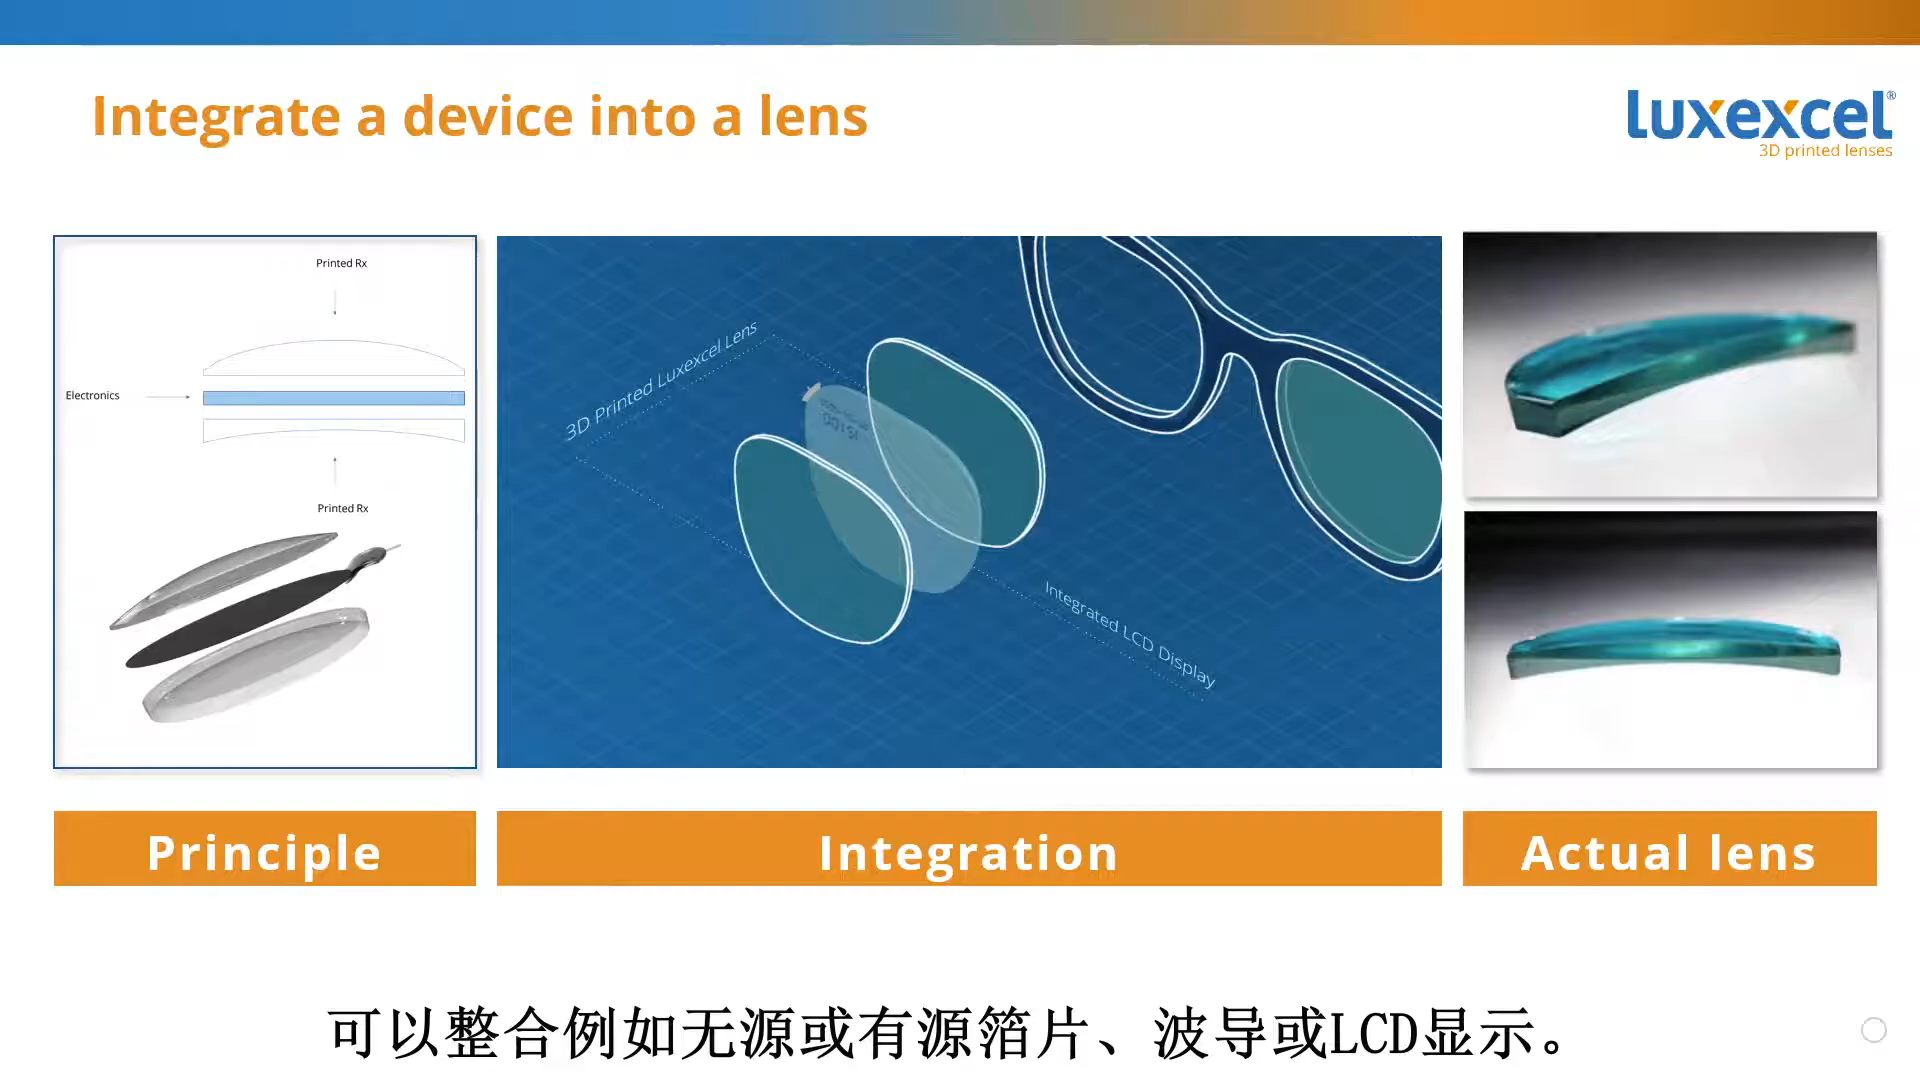 Integrate a device into a lens
luxexcel®
3D printed lenses
Printed Rx
Electronics
Printed Rx
3D Printed Luxexcel Lens
Integrated LCD Display
Principle
Integration
Actual lens
可以整合例如无源或有源箔片、波导或LCD显示。